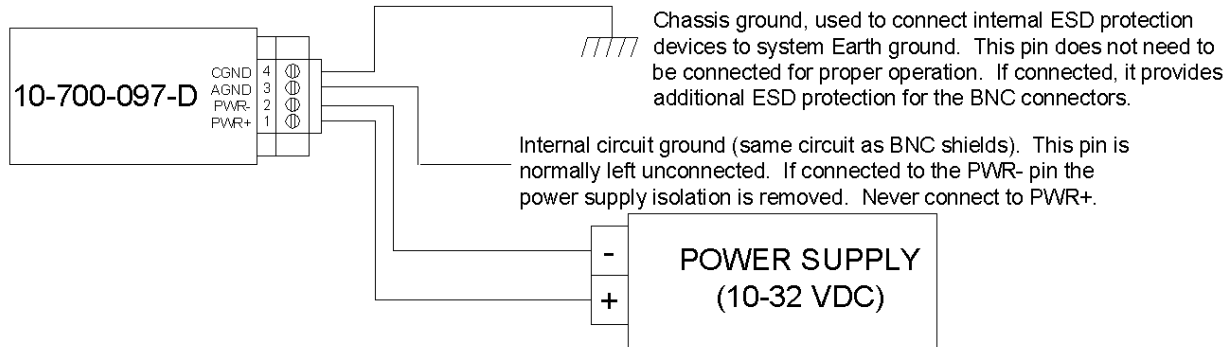 Chassis ground, used to connect internal ESD protection
devices to system Earth ground. This pin does not need to
be connected for proper operation. If connected, it provides
additional ESD protection for the BNC connectors.
10-700-097-D
CGND 4
AGND 3
PWR- 2
PWR+ 1
Internal circuit ground (same circuit as BNC shields). This pin is
normally left unconnected. If connected to the PWR- pin the
power supply isolation is removed. Never connect to PWR+.
-
+
POWER SUPPLY
(10-32 VDC)